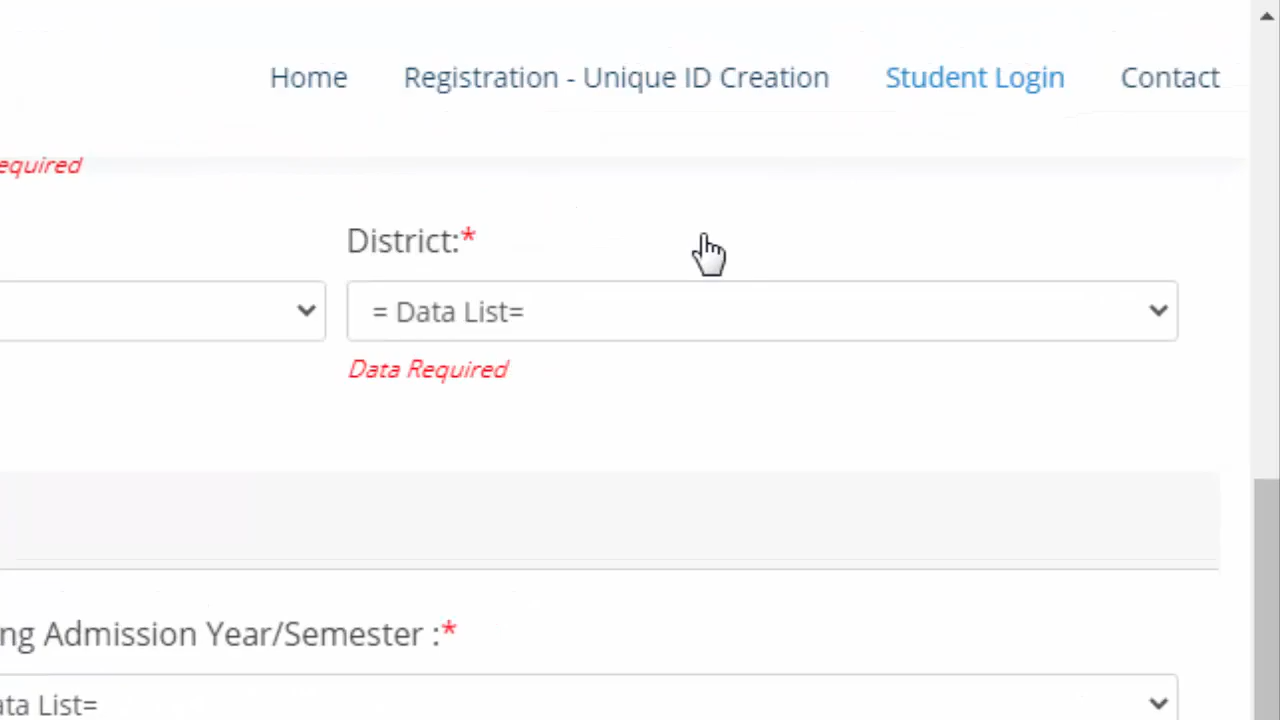 Home Registration - Unique ID Creation Student Login Contact
equired
District:*
= Data List=
Data Required
ng Admission Year/Semester :*
ata List=